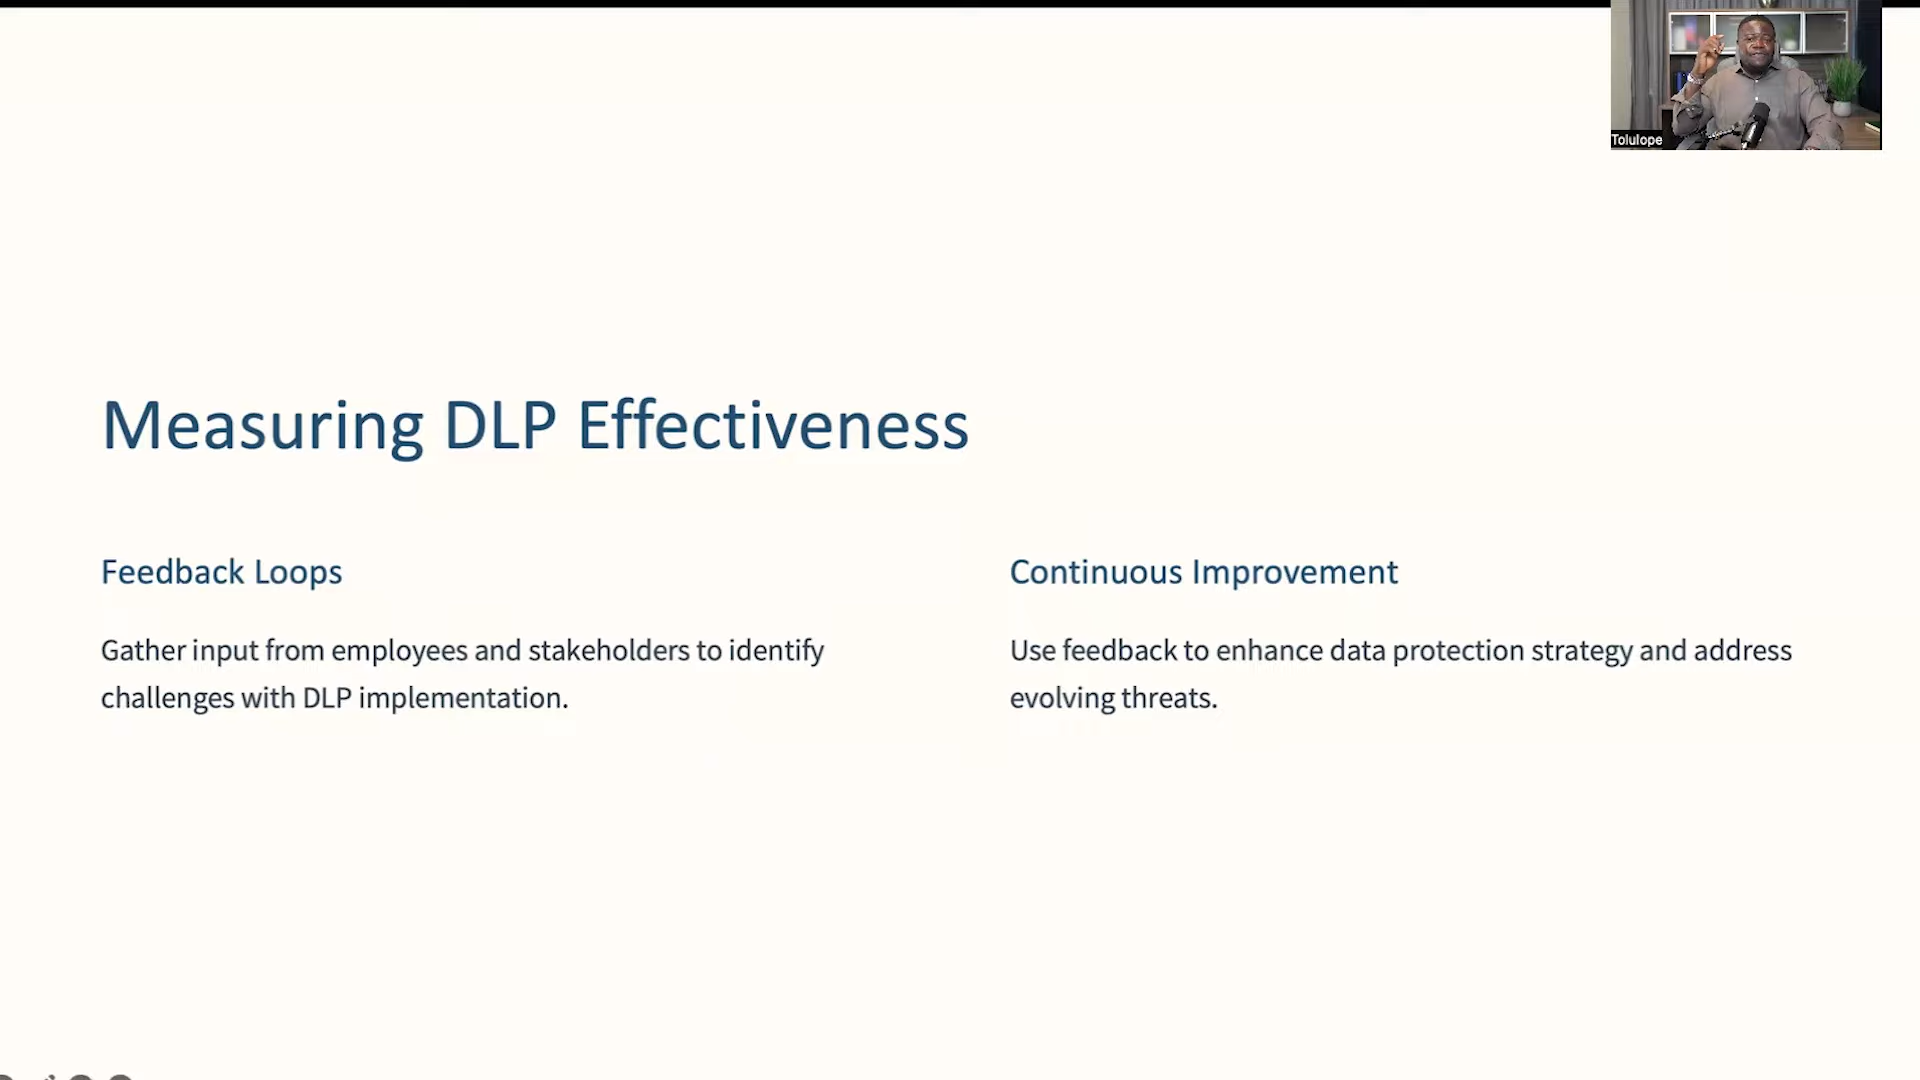 Tolulope
Measuring DLP Effectiveness
Feedback Loops
Gather input from employees and stakeholders to identify
challenges with DLP implementation.
Continuous Improvement
Use feedback to enhance data protection strategy and address
evolving threats.